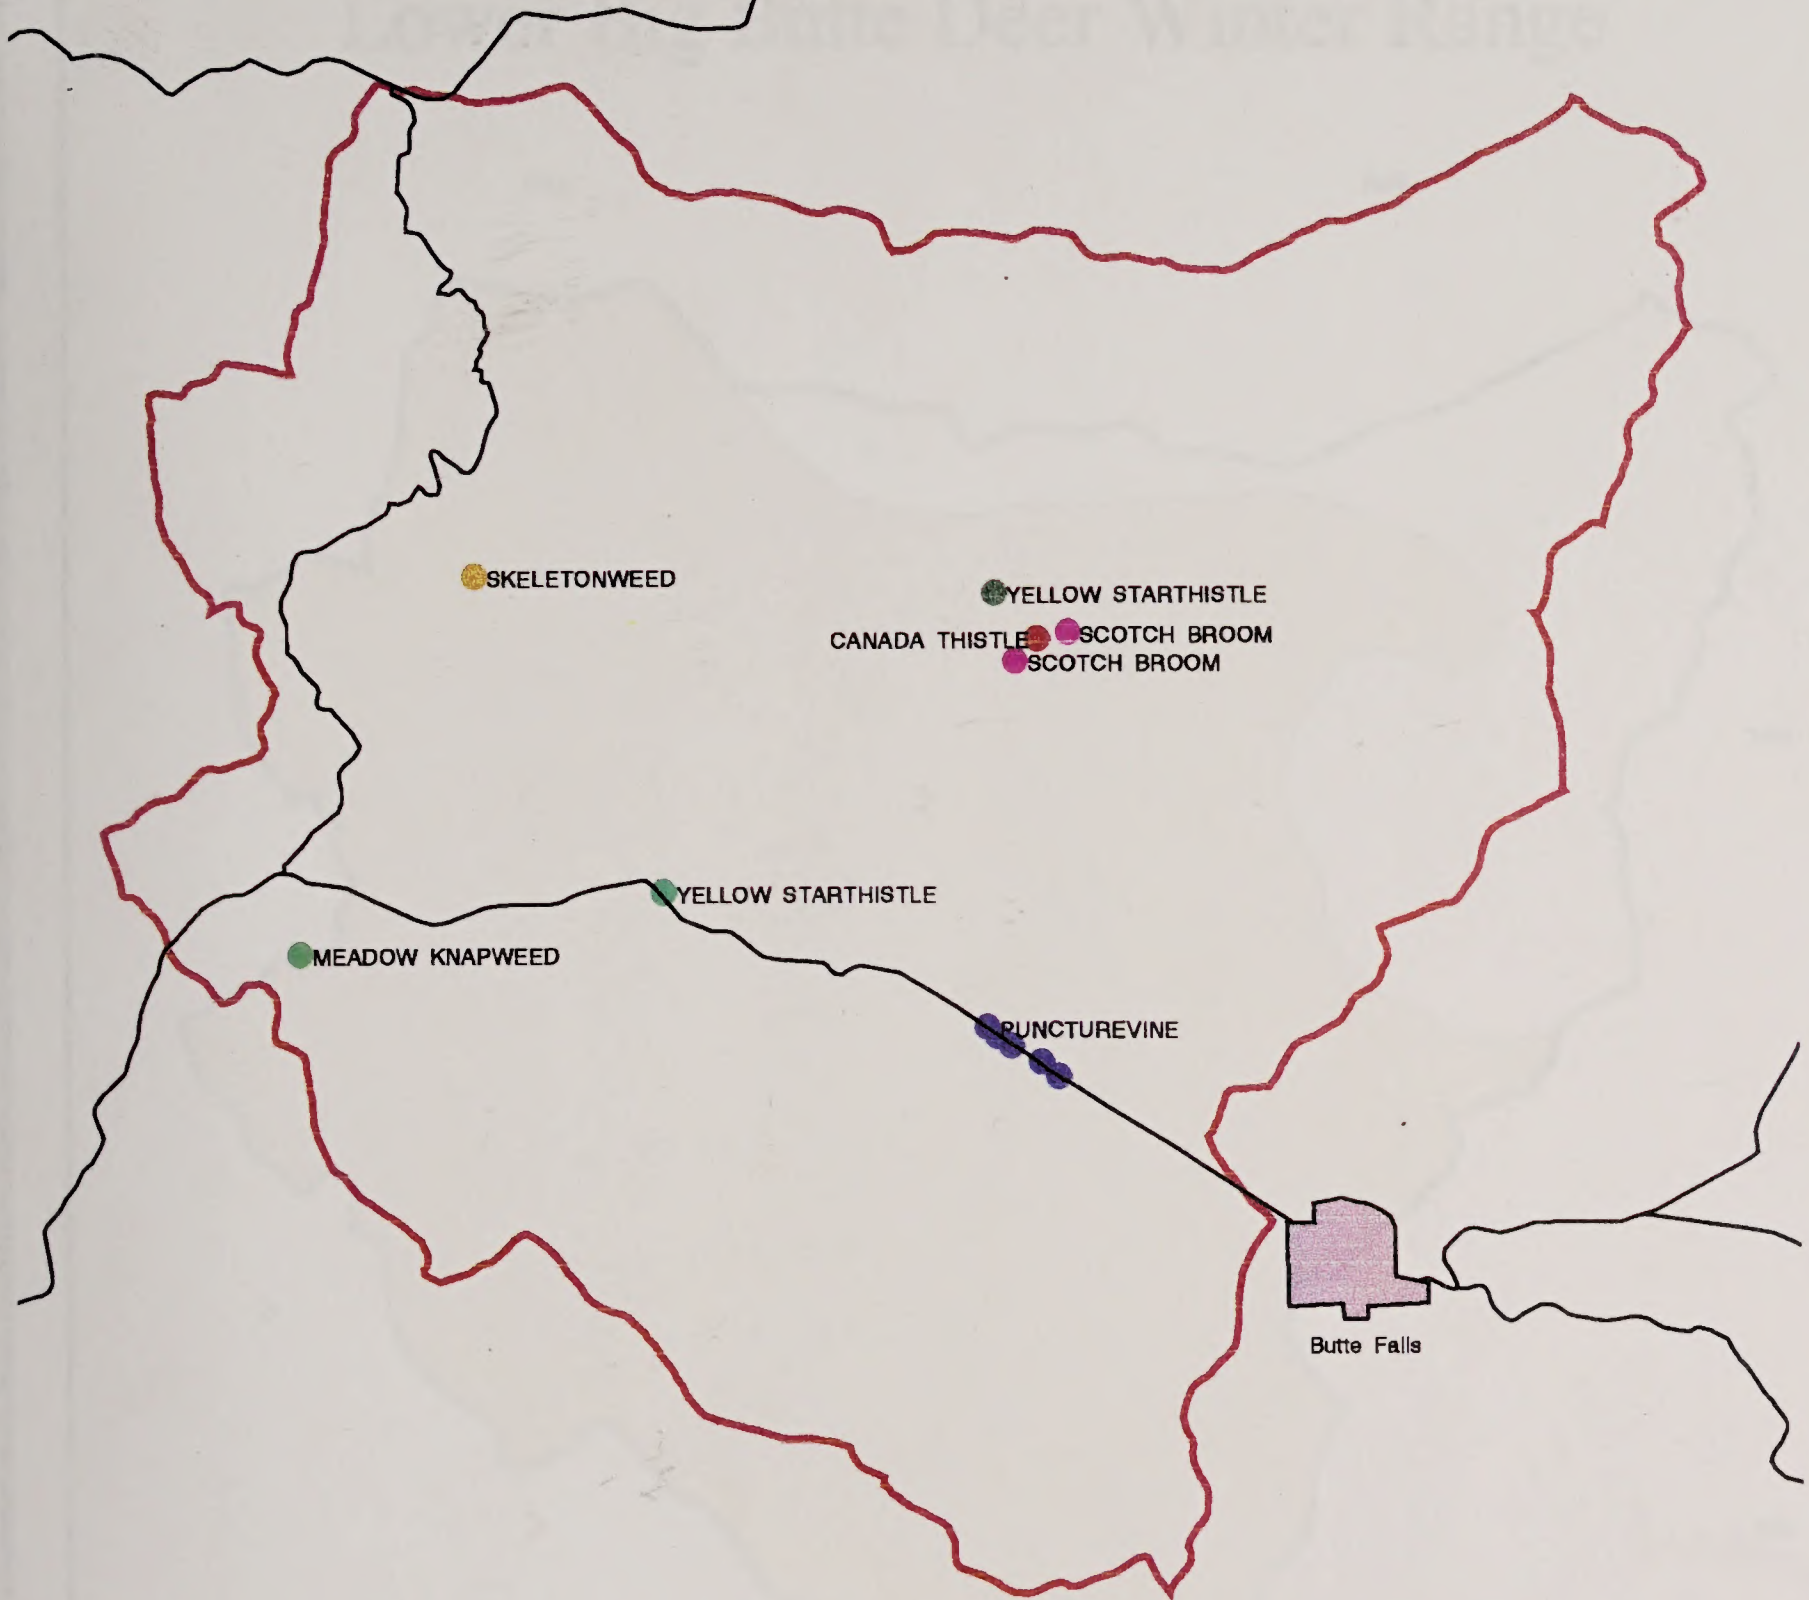 SKELETONWEED
YELLOW STARTHISTLE
SCOTCH BROOM
CANADA THISTLE
SCOTCH BROOM
YELLOW STARTHISTLE
MEADOW KNAPWEED
PUNCTUREVINE
Butte Falls